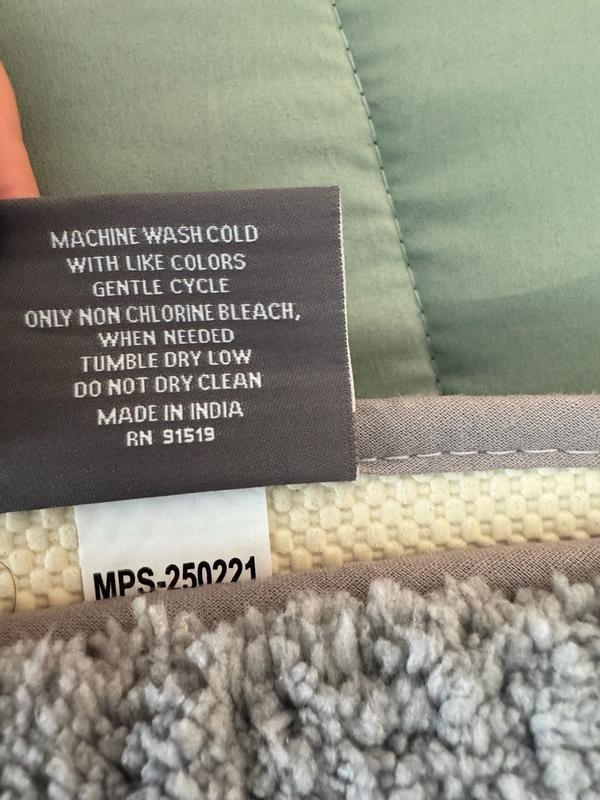 MACHINE WASH COLD
WITH LIKE COLORS
GENTLE CYCLE
ONLY NON CHLORINE BLEACH,
WHEN NEEDED
TUMBLE DRY LOW
DO NOT DRY CLEAN
MADE IN INDIA
RN 91519
MPS-250221